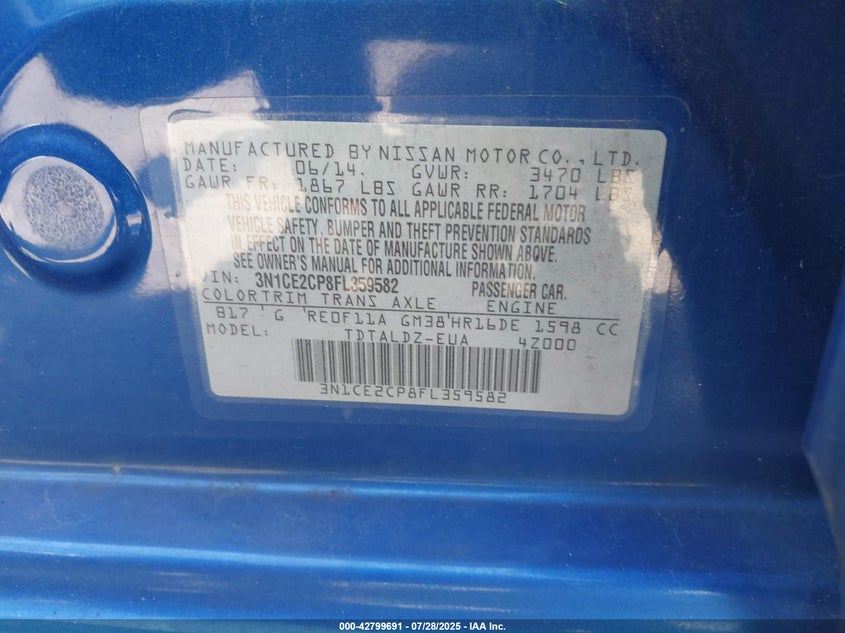 MANUFACTURED BY NISSAN MOTOR CO., LTD.
DATE: 06/14. GVWR: 3470 LBS
GAWR FR: 1867 LBS GAWR RR: 1704 LBS
THIS VEHICLE CONFORMS TO ALL APPLICABLE FEDERAL MOTOR
VEHICLE SAFETY, BUMPER AND THEFT PREVENTION STANDARDS
IN EFFECT ON THE DATE OF MANUFACTURE SHOWN ABOVE.
SEE OWNER'S MANUAL FOR ADDITIONAL INFORMATION.
VIN: 3N1CE2CP8FL359582 PASSENGER CAR.
COLOR TRIM TRANS AXLE ENGINE
B17 G RE0F11A GM38 HR16DE 1598 CC
MODEL: TDTALDZ-EUA 4Z000
3N1CE2CP8FL359582
000-42799691 - 07/28/2025 - IAA Inc.